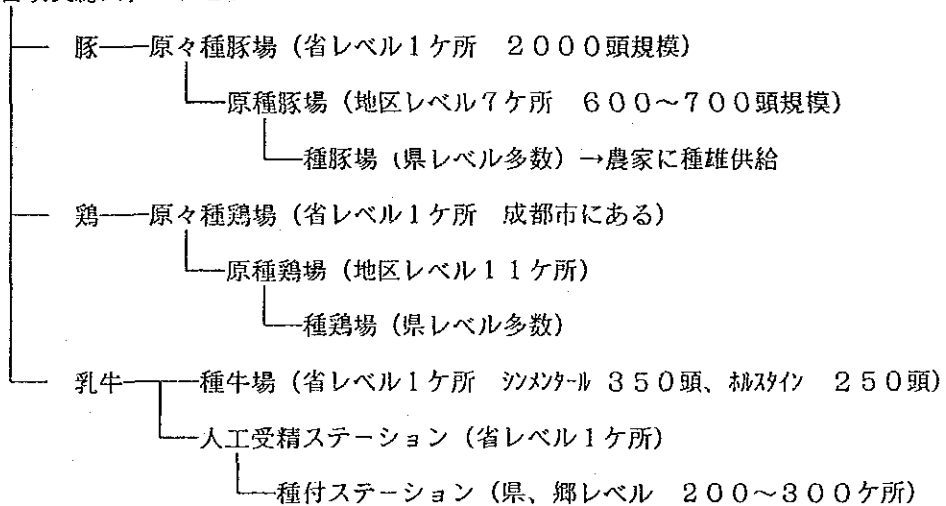 豚――原々種豚場 (省レベル1ケ所　2000頭規模)
原種豚場 (地区レベル7ケ所　600〜700頭規模)
種豚場 (県レベル多数) →農家に種雄供給
鶏――原々種鶏場 (省レベル1ケ所　成都市にある)
原種鶏場 (地区レベル11ケ所)
種鶏場 (県レベル多数)
乳牛――種牛場 (省レベル1ケ所　シンメンタール 350頭、ホルスタイン　250頭)
人工受精ステーション (省レベル1ケ所)
種付ステーション (県、郷レベル　200〜300ケ所)